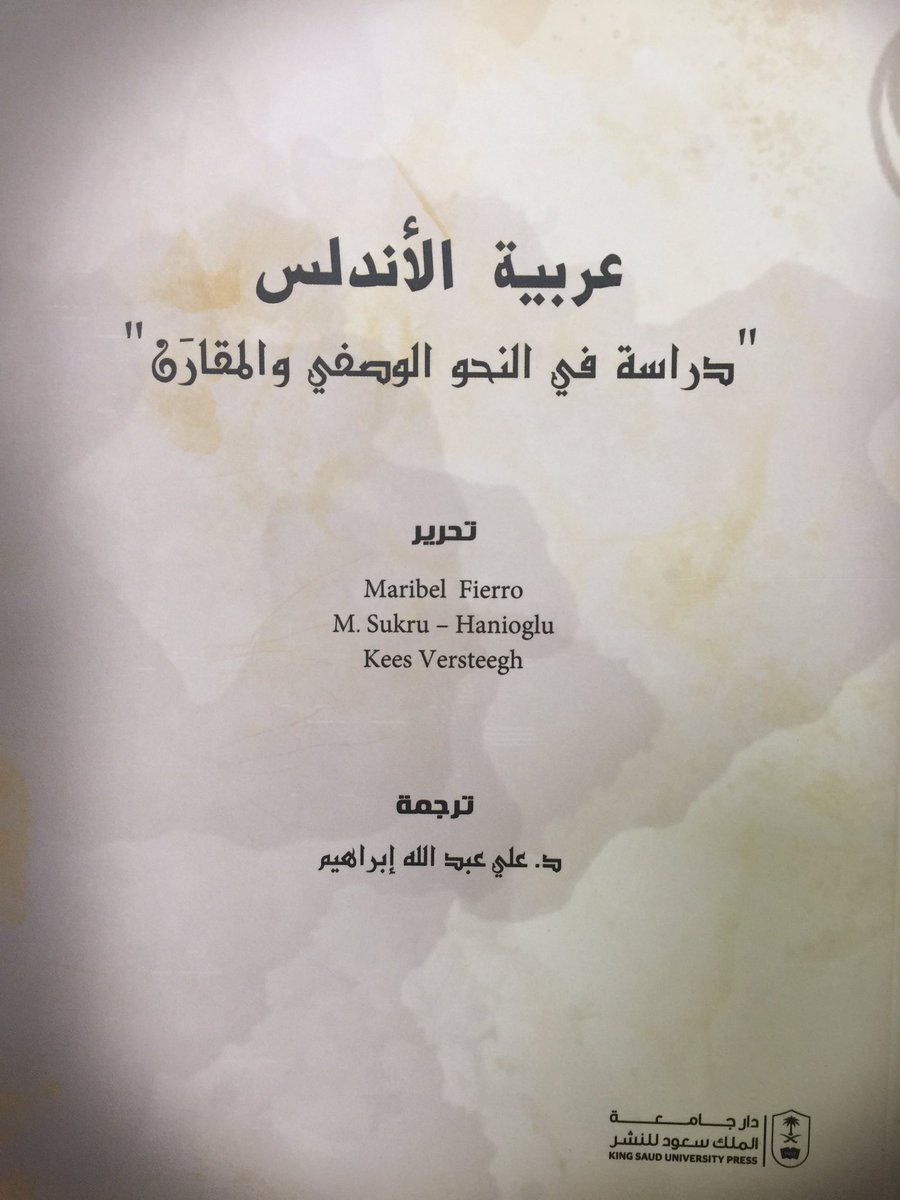 عربية الأندلس
"دراسة في النحو الوصفي والمقارَن"
تحرير
Maribel Fierro
M. Sukru – Hanioglu
Kees Versteegh
ترجمة
د. علي عبد الله إبراهيم
دار جامعة
الملك سعود للنشر
KING SAUD UNIVERSITY PRESS